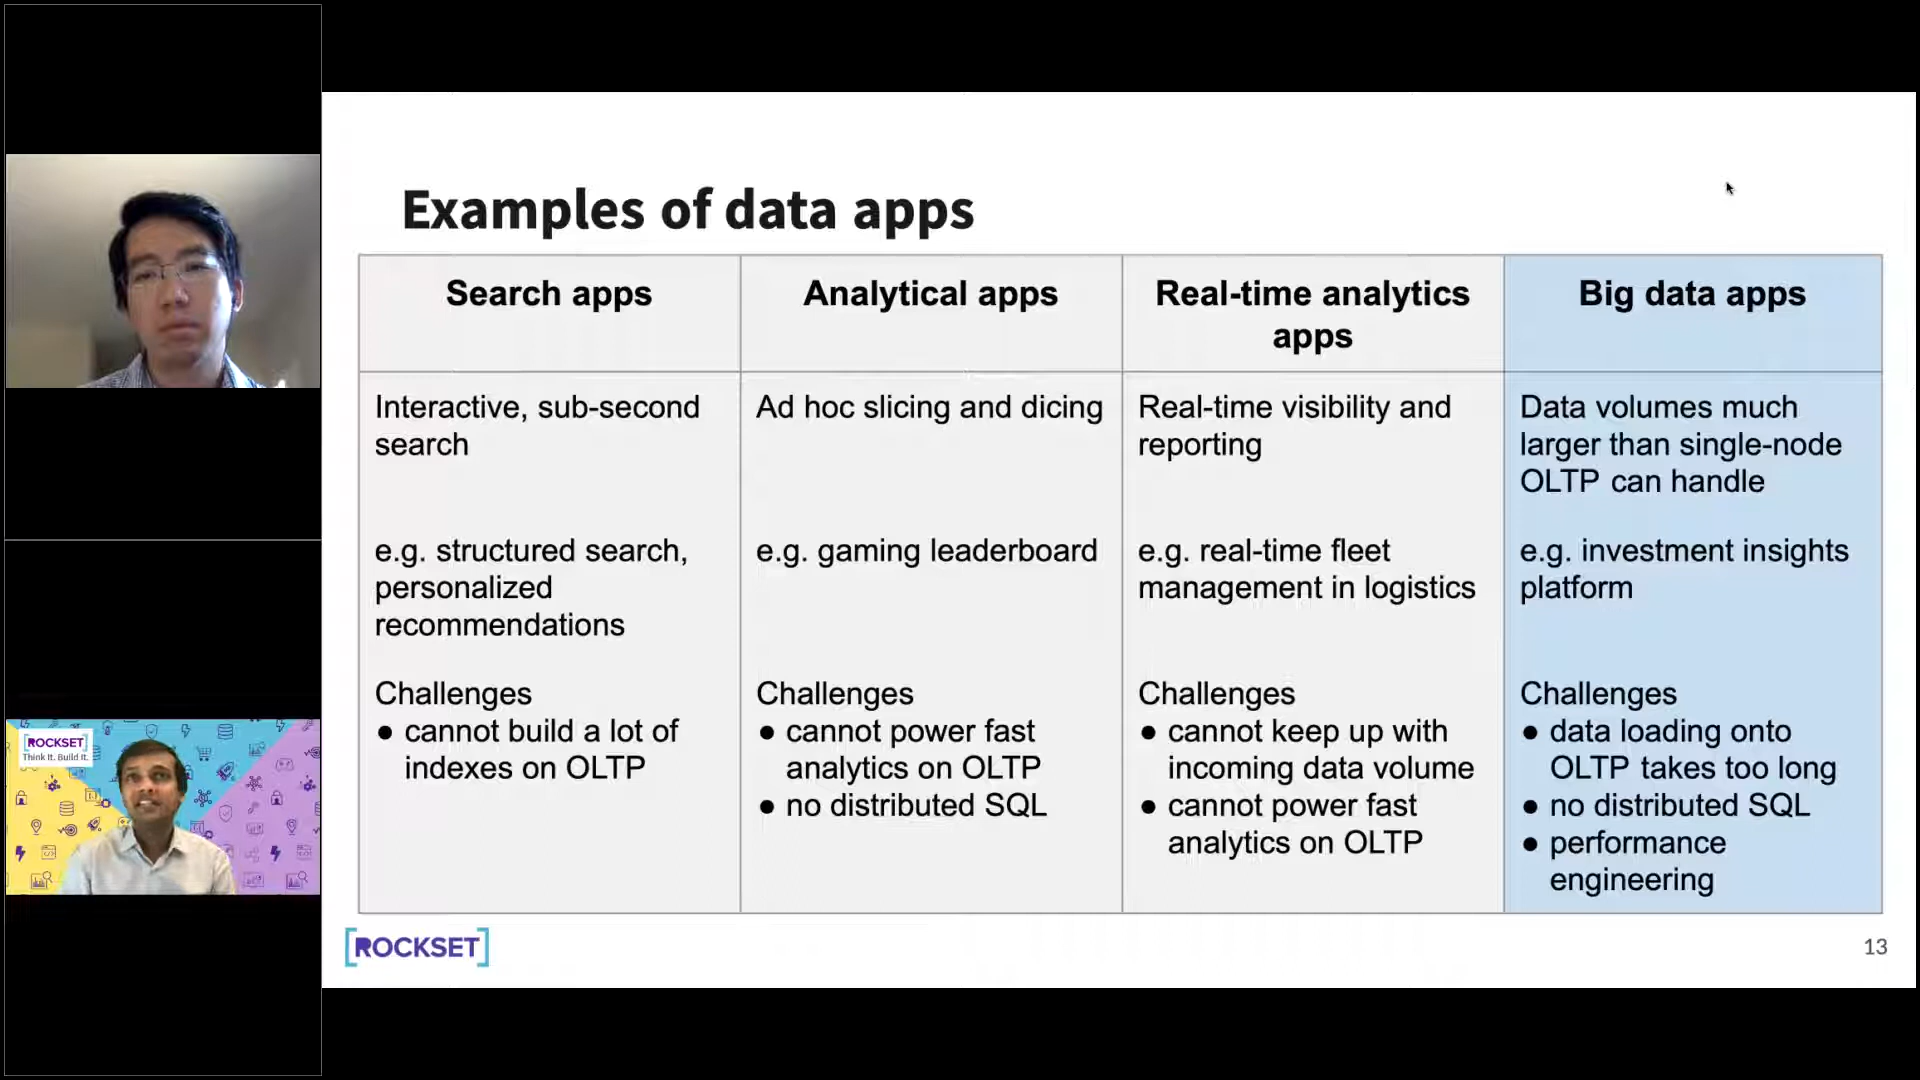 Examples of data apps
Search apps
Analytical apps
Real-time analytics
apps
Big data apps
Interactive, sub-second
search
e.g. structured search,
personalized
recommendations
Challenges
● cannot build a lot of
indexes on OLTP
Ad hoc slicing and dicing
e.g. gaming leaderboard
Challenges
● cannot power fast
analytics on OLTP
● no distributed SQL
Real-time visibility and
reporting
e.g. real-time fleet
management in logistics
Challenges
● cannot keep up with
incoming data volume
● cannot power fast
analytics on OLTP
Data volumes much
larger than single-node
OLTP can handle
e.g. investment insights
platform
Challenges
● data loading onto
OLTP takes too long
● no distributed SQL
● performance
engineering
[ROCKSET]
13
[ROCKSET]
Think It. Build It.